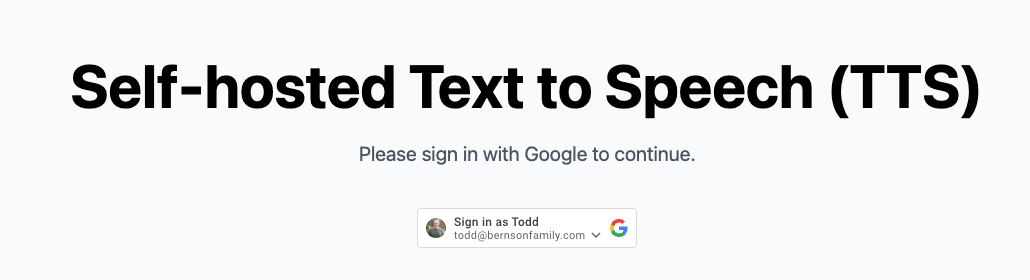 Self-hosted Text to Speech (TTS)
Please sign in with Google to continue.
Sign in as Todd
todd@bernsonfamily.com